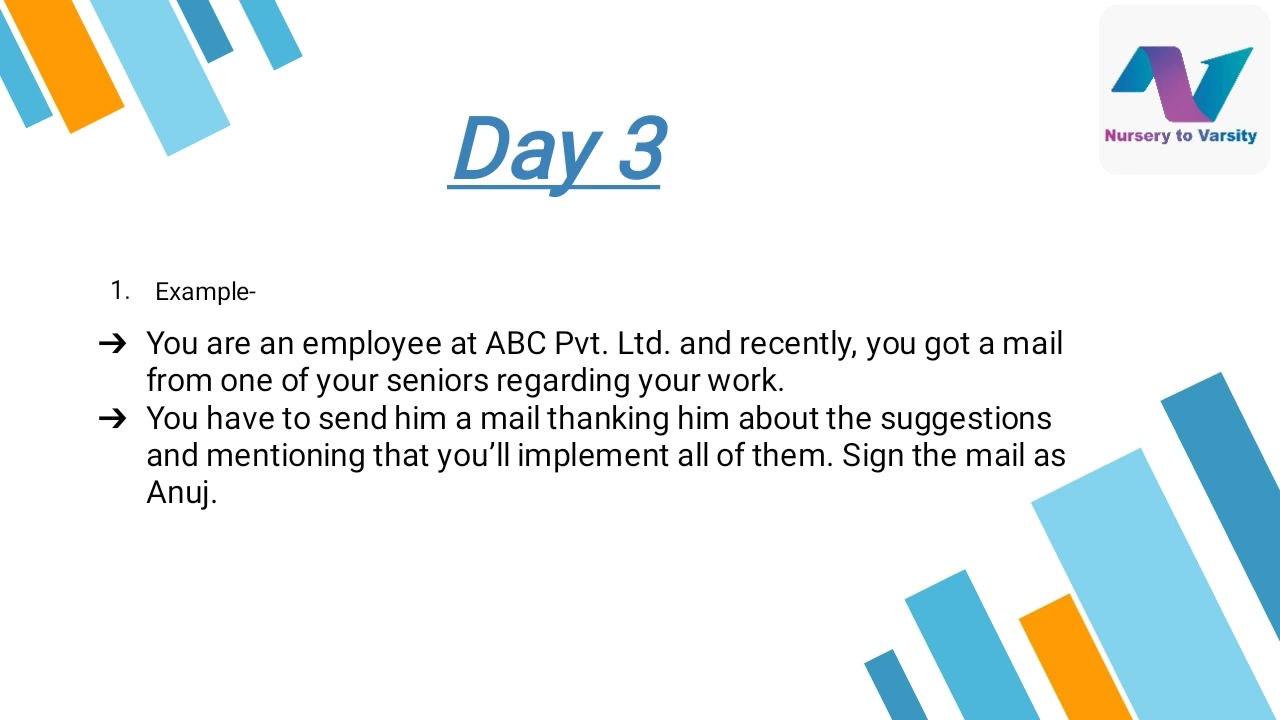 Nursery to Varsity
Day 3
1. Example-
➔ You are an employee at ABC Pvt. Ltd. and recently, you got a mail
from one of your seniors regarding your work.
➔ You have to send him a mail thanking him about the suggestions
and mentioning that you’ll implement all of them. Sign the mail as
Anuj.